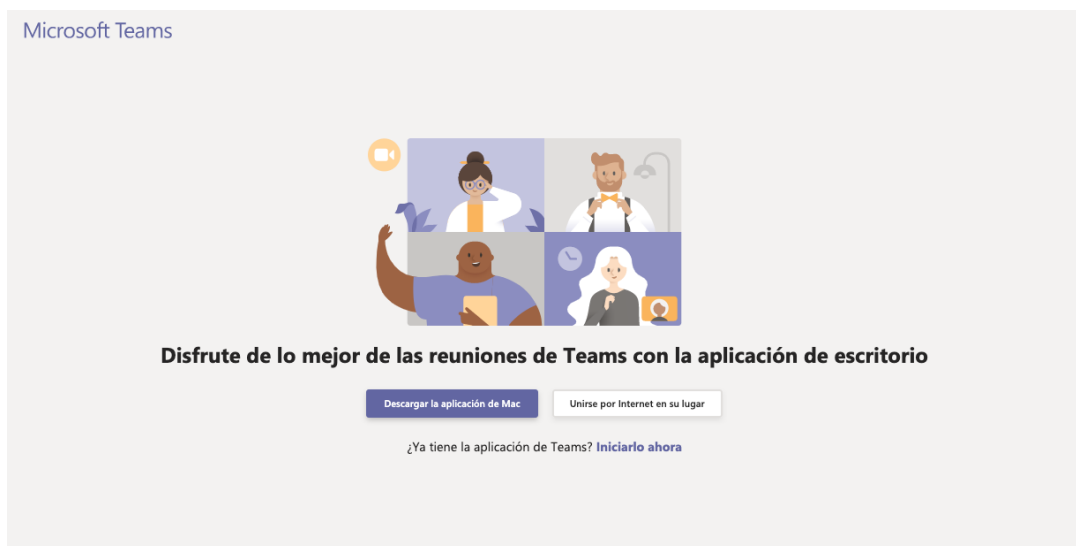 Microsoft Teams
Disfrute de lo mejor de las reuniones de Teams con la aplicación de escritorio
Descargar la aplicación de Mac
Unirse por Internet en su lugar
¿Ya tiene la aplicación de Teams? Iniciarlo ahora